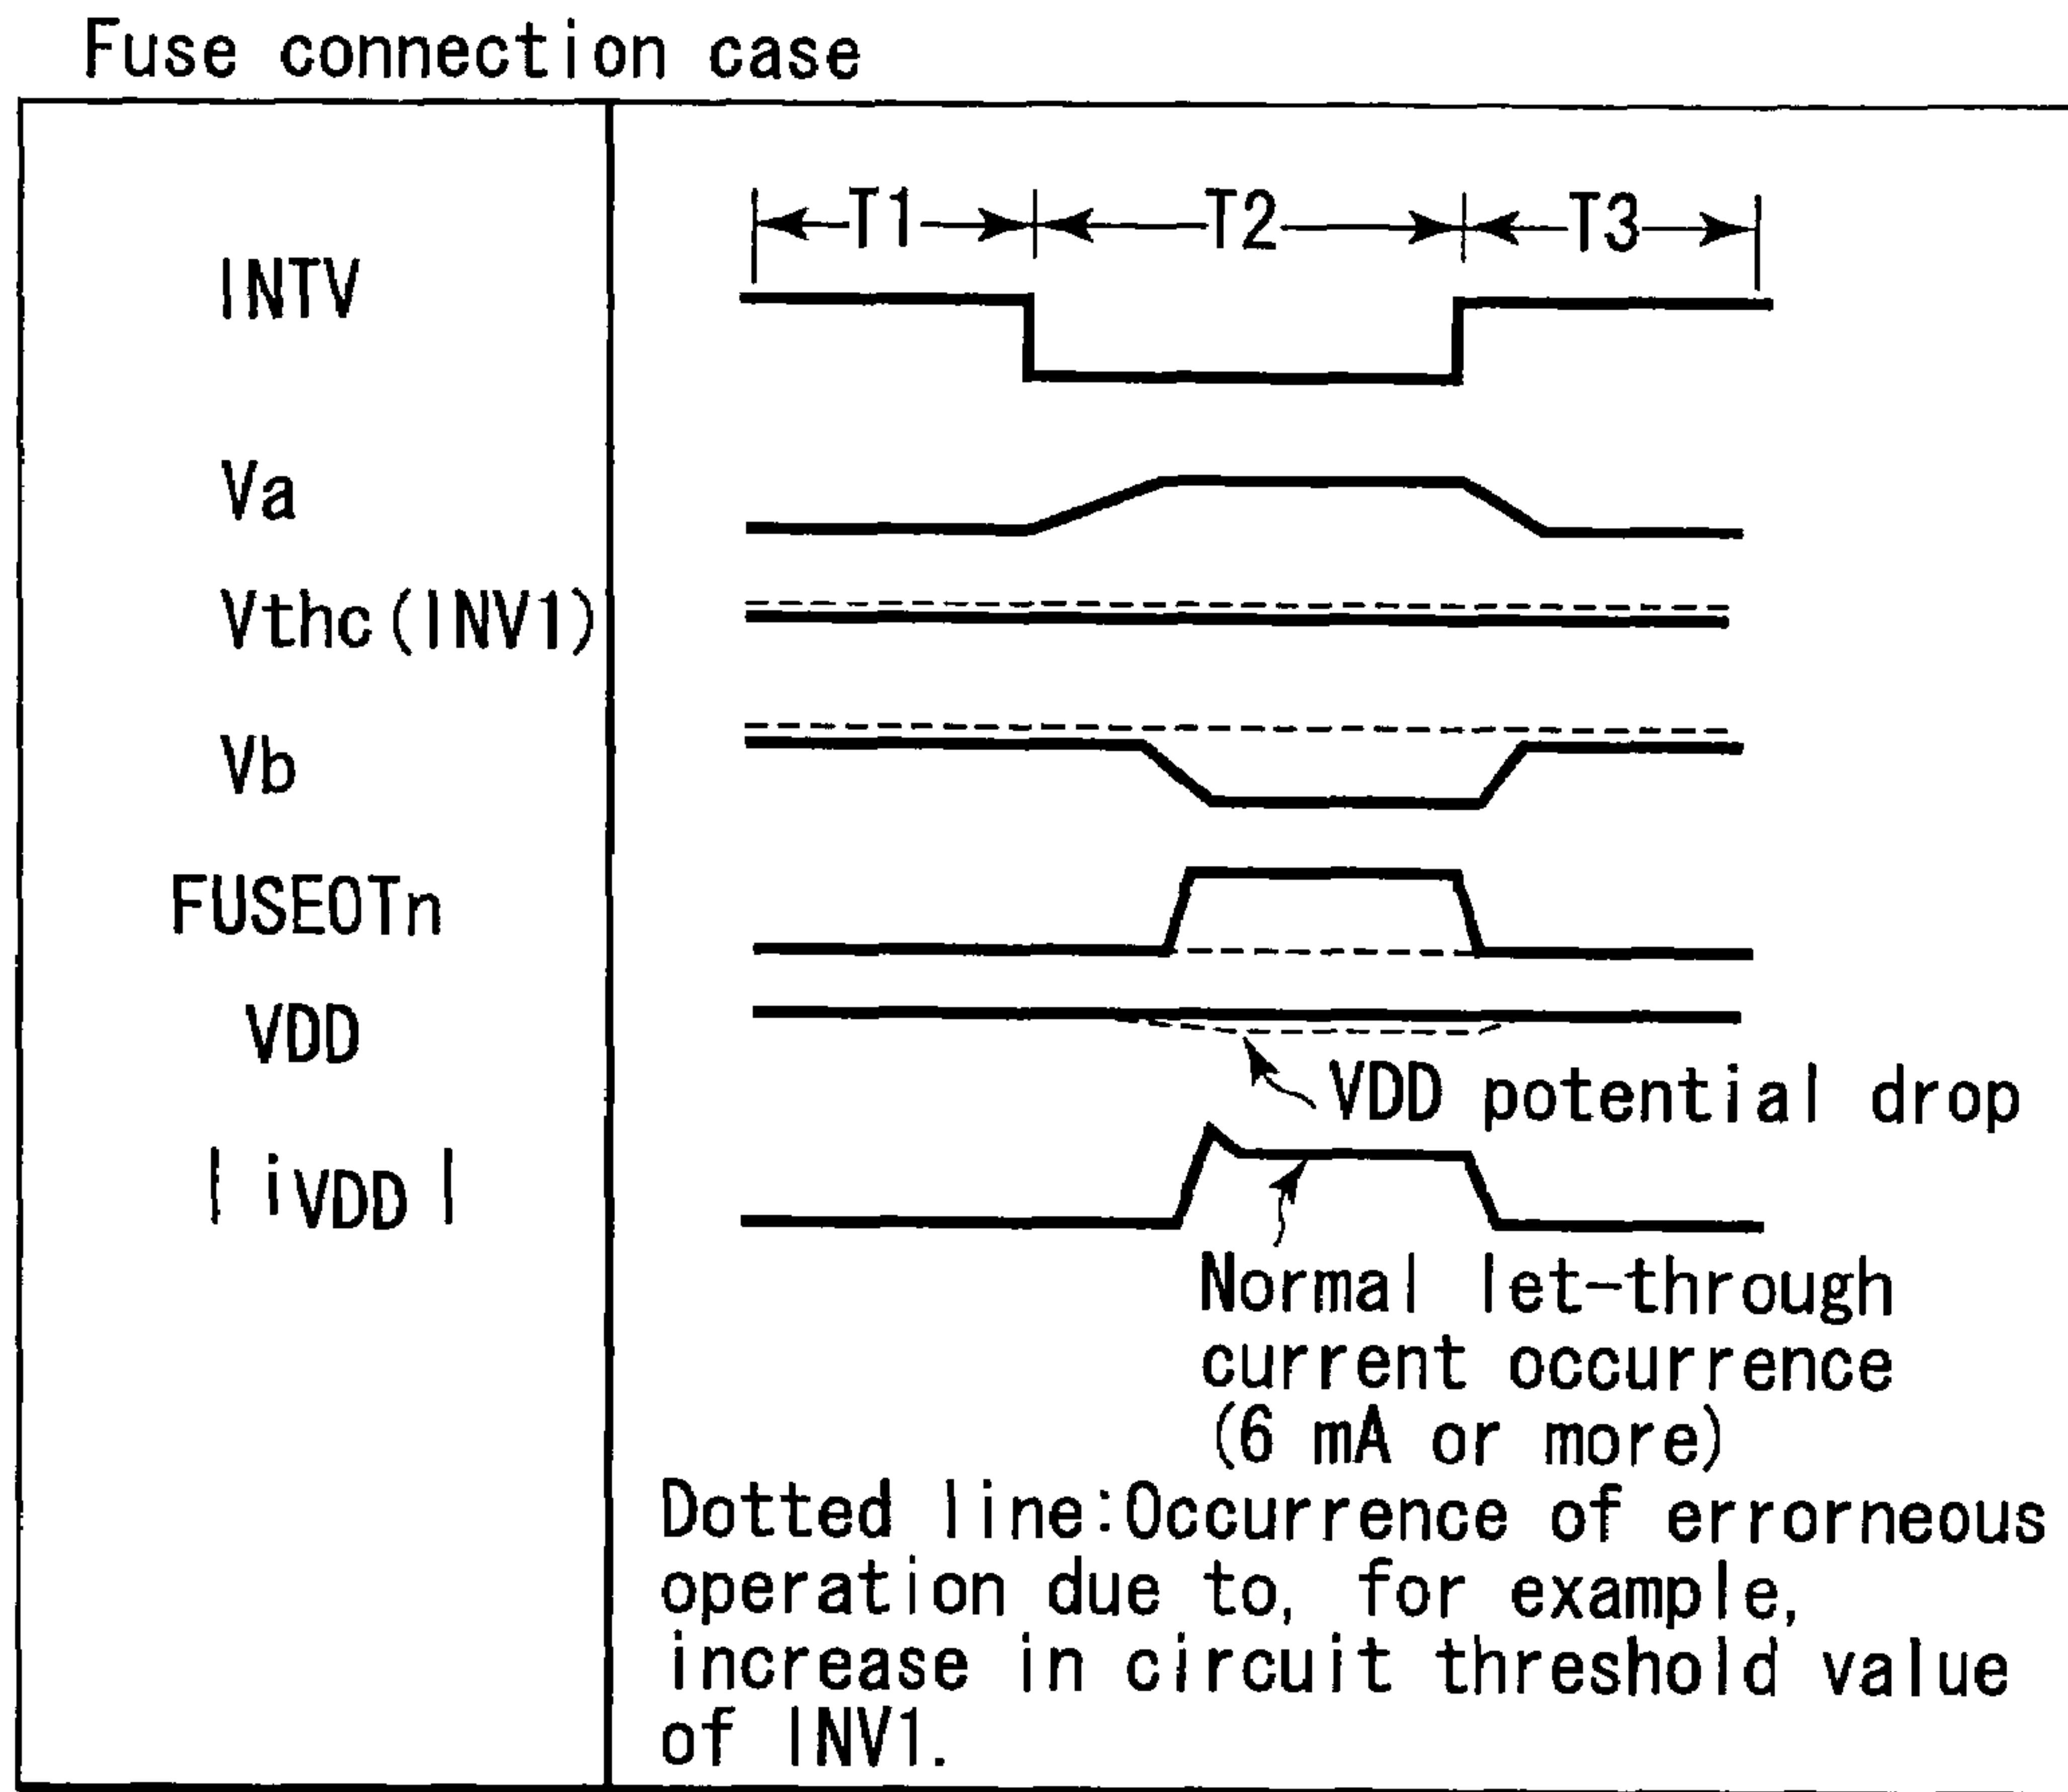 Fuse connection case
T1 T2 T3
INTV
Va
Vthc(INV1)
Vb
FUSEOTn
VDD
VDD potential drop
| iVDD |
Normal let-through
current occurrence
(6 mA or more)
Dotted line:Occurrence of errorneous
operation due to, for example,
increase in circuit threshold value
of INV1.